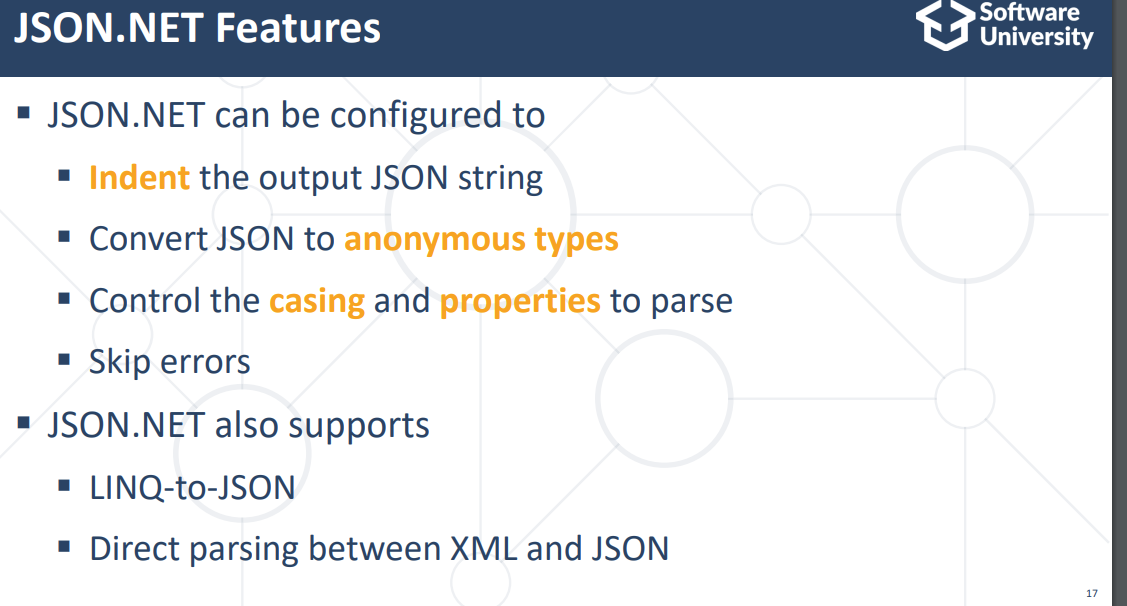 JSON.NET Features
Software
University
▪ JSON.NET can be configured to
▪ Indent the output JSON string
▪ Convert JSON to anonymous types
▪ Control the casing and properties to parse
▪ Skip errors
▪ JSON.NET also supports
▪ LINQ-to-JSON
▪ Direct parsing between XML and JSON
17